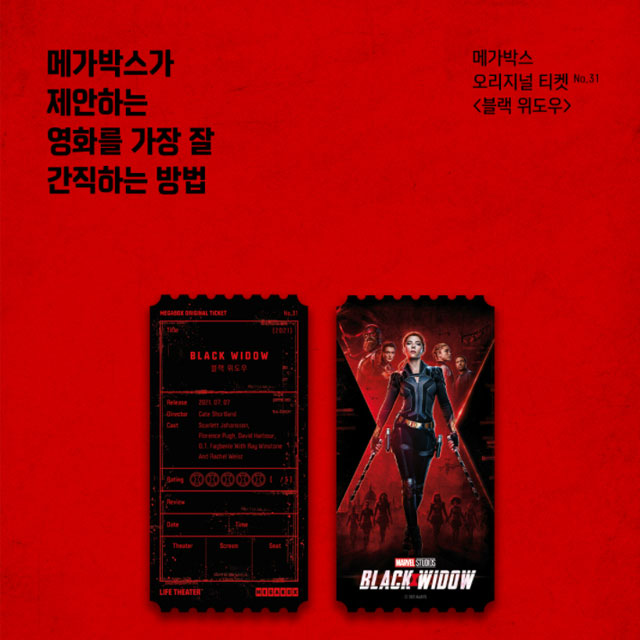 메가박스가
제안하는
영화를 가장 잘
간직하는 방법
메가박스
오리지널 티켓 No.31
<블랙 위도우>
MEGABOX ORIGINAL TICKET No.31
Title (2021)
BLACK WIDOW
블랙 위도우
Release 2021. 07. 07
Director Cate Shortland
Cast Scarlett Johansson,
Florence Pugh, David Harbour,
O.T. Fagbenle With Ray Winstone
And Rachel Weisz
Rating
Review
Date Time
Theater Screen Seat
LIFE THEATER MEGABOX
MARVEL STUDIOS
BLACK WIDOW